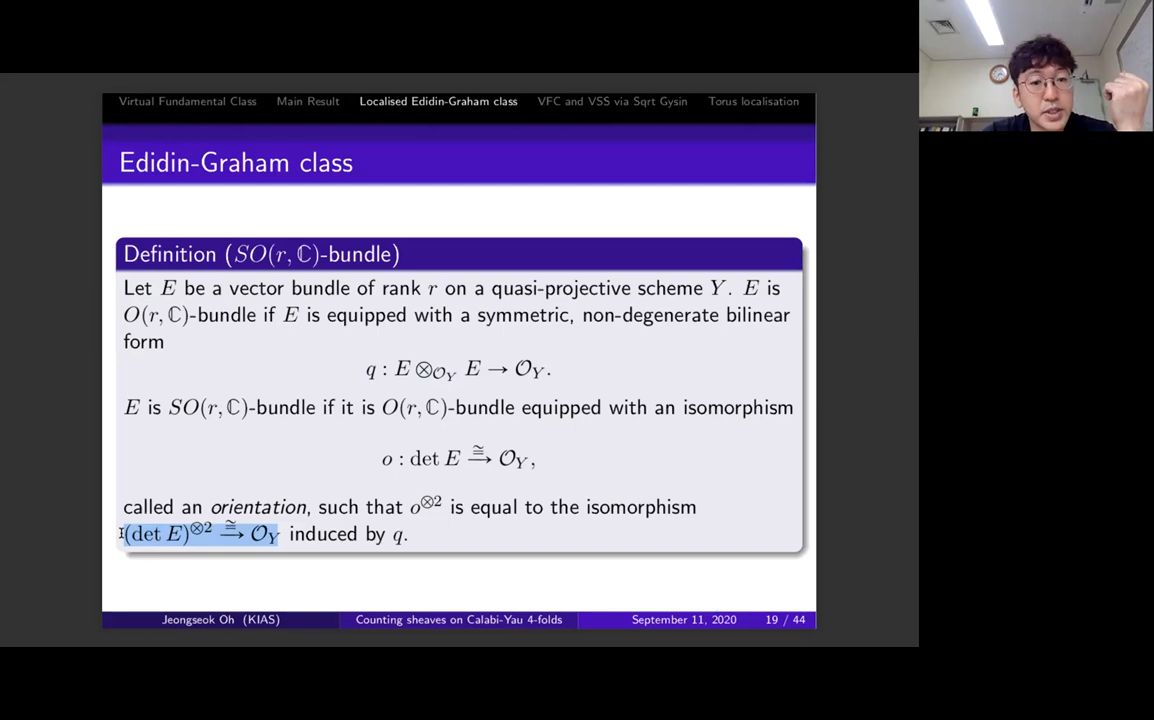 Virtual Fundamental Class Main Result Localised Edidin-Graham class VFC and VSS via Sqrt Gysin Torus localisation
Edidin-Graham class
Definition (SO(r, ℂ)-bundle)
Let E be a vector bundle of rank r on a quasi-projective scheme Y. E is
O(r, ℂ)-bundle if E is equipped with a symmetric, non-degenerate bilinear
form
q : E ⊗_{𝒪_Y} E → 𝒪_Y.
E is SO(r, ℂ)-bundle if it is O(r, ℂ)-bundle equipped with an isomorphism
o : det E ≅→ 𝒪_Y,
called an orientation, such that o^{⊗2} is equal to the isomorphism
(det E)^{⊗2} ≅→ 𝒪_Y induced by q.
Jeongseok Oh (KIAS) Counting sheaves on Calabi-Yau 4-folds September 11, 2020 19 / 44